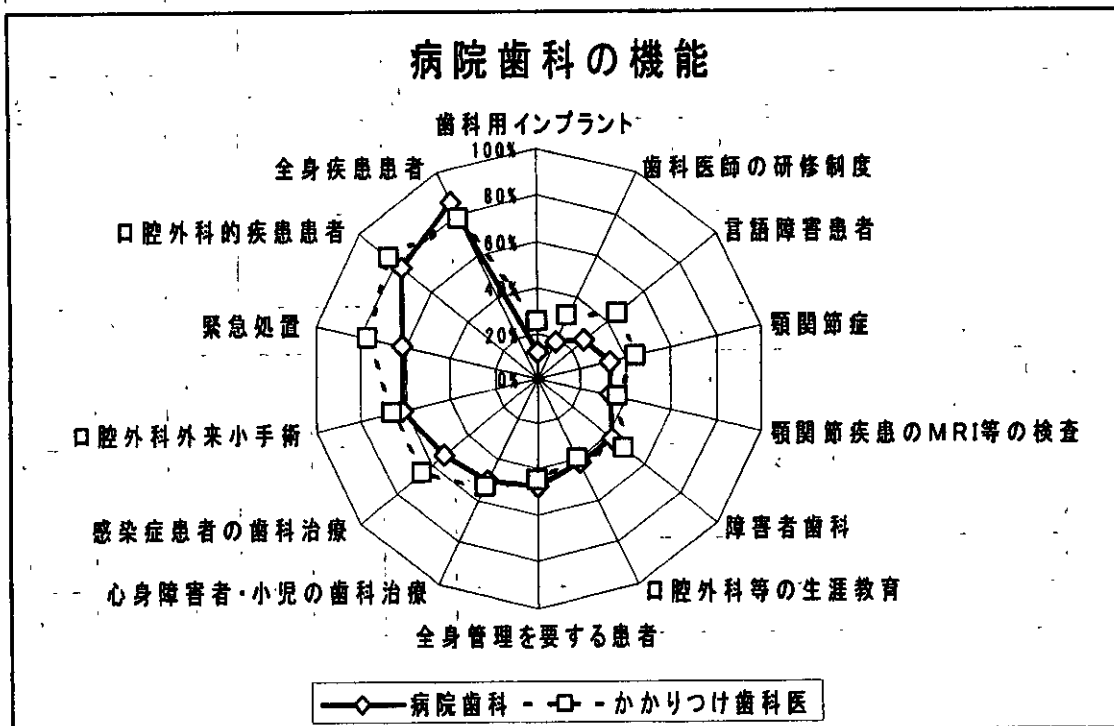 病院歯科の機能
歯科用インプラント
歯科医師の研修制度
言語障害患者
顎関節症
顎関節疾患のMRI等の検査
障害者歯科
口腔外科等の生涯教育
全身管理を要する患者
心身障害者・小児の歯科治療
感染症患者の歯科治療
口腔外科外来小手術
緊急処置
口腔外科的疾患患者
全身疾患患者
100%
80%
60%
40%
20%
0%
病院歯科
かかりつけ歯科医